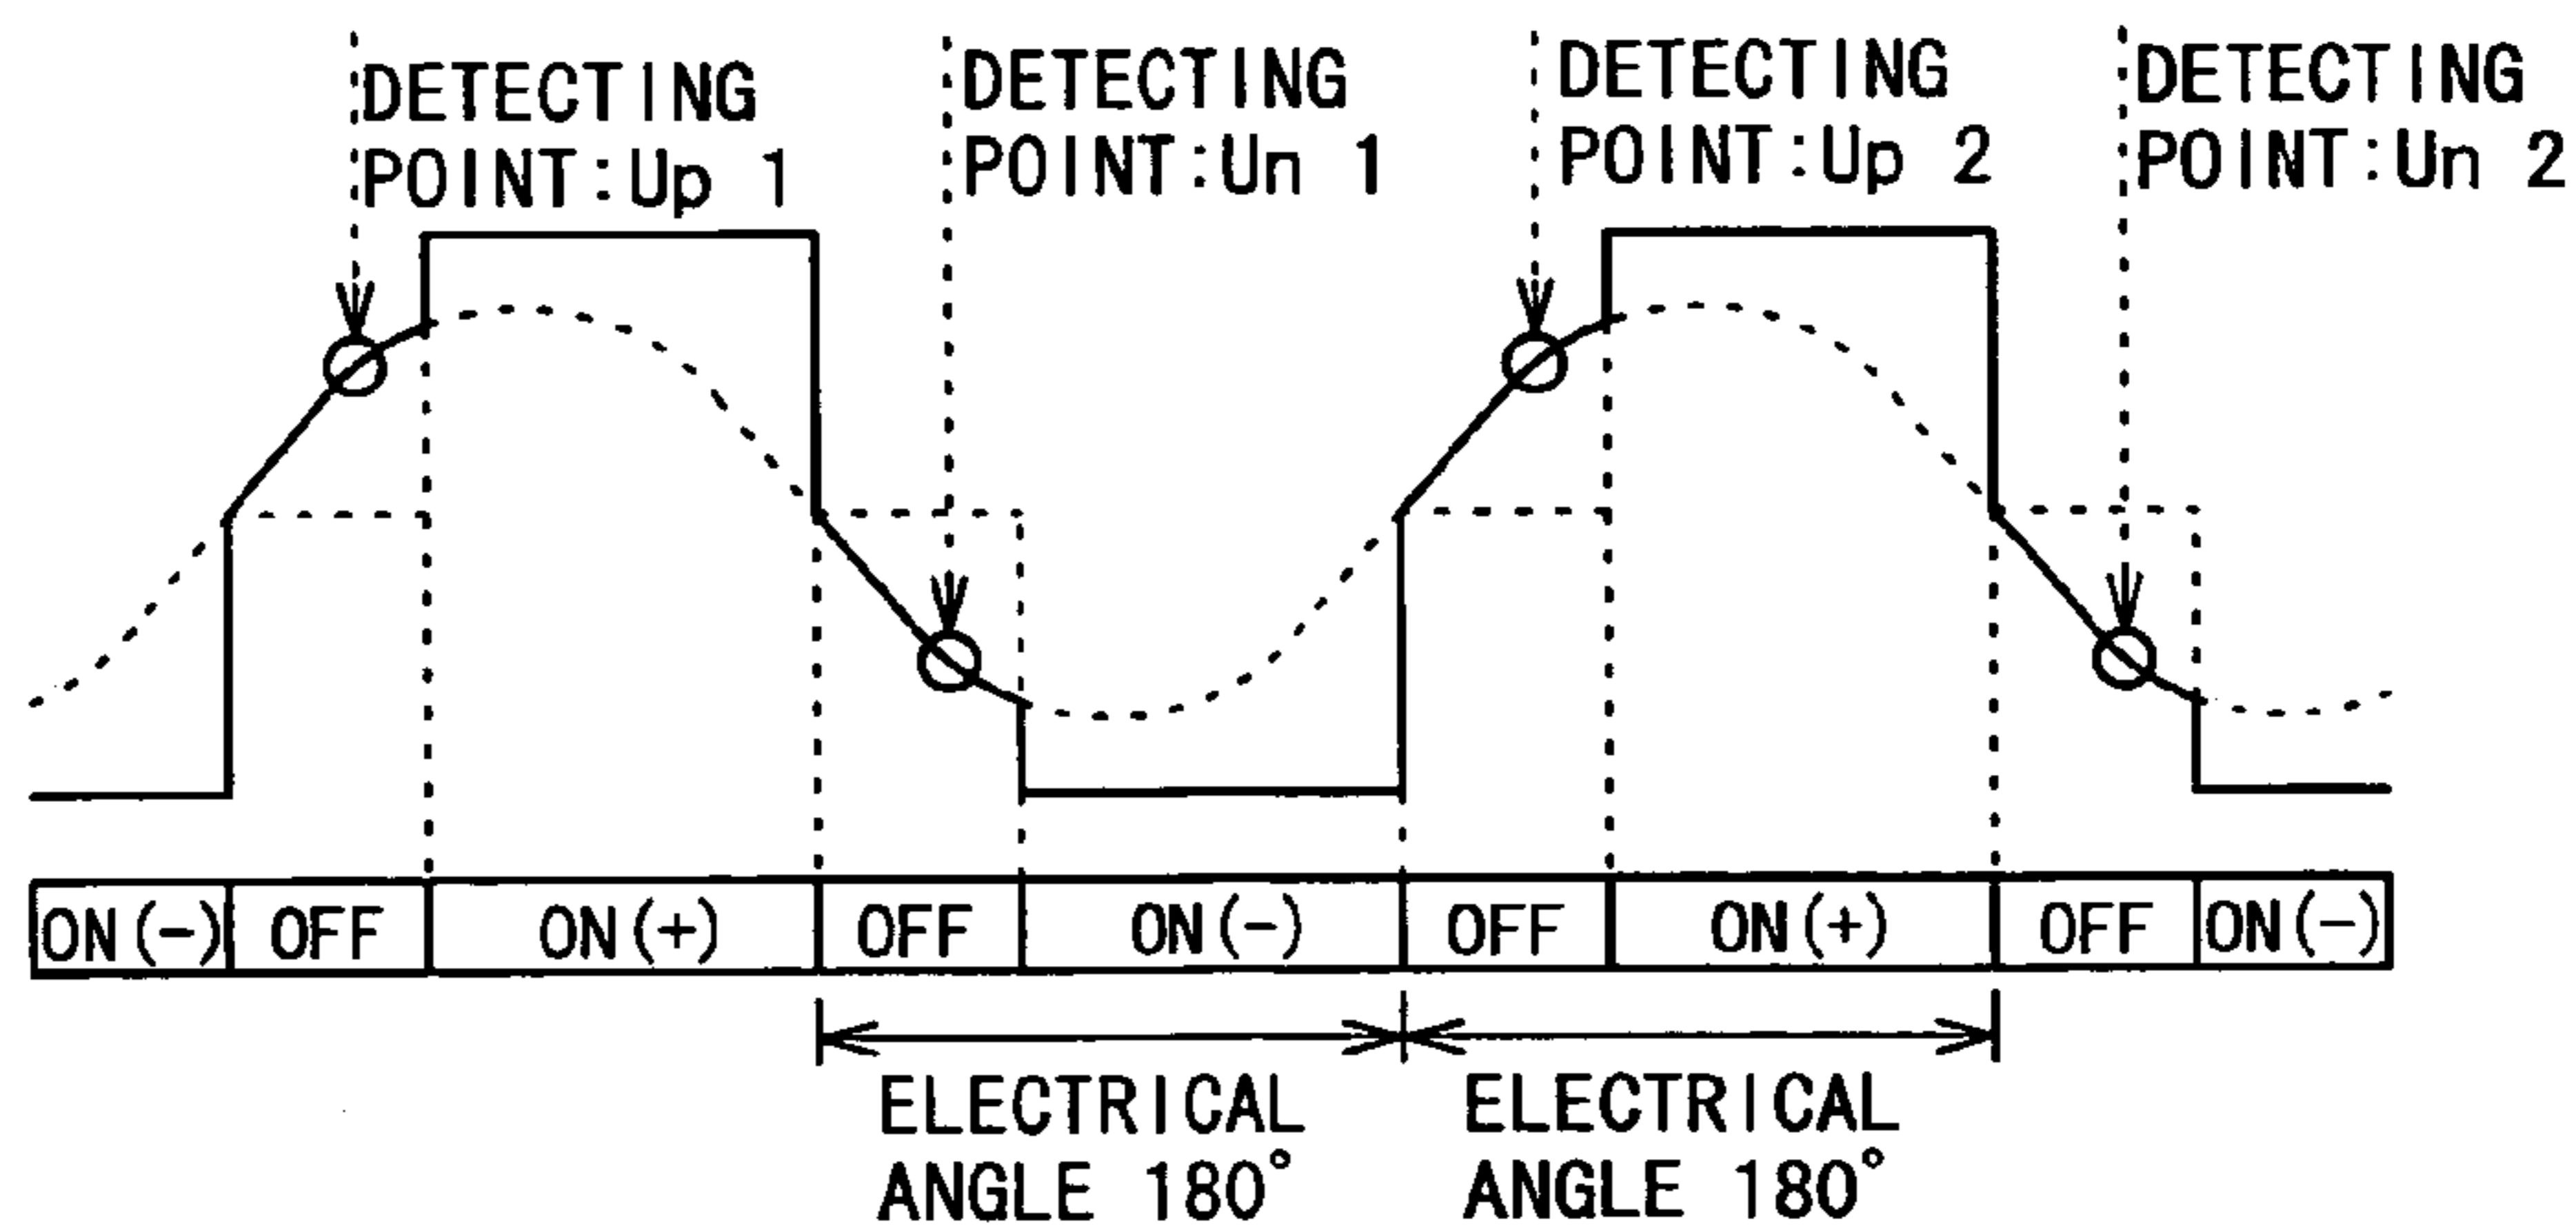 DETECTING
POINT:Up 1
DETECTING
POINT:Un 1
DETECTING
POINT:Up 2
DETECTING
POINT:Un 2
ON(-) OFF ON(+) OFF ON(-) OFF ON(+) OFF ON(-)
ELECTRICAL
ANGLE 180°
ELECTRICAL
ANGLE 180°